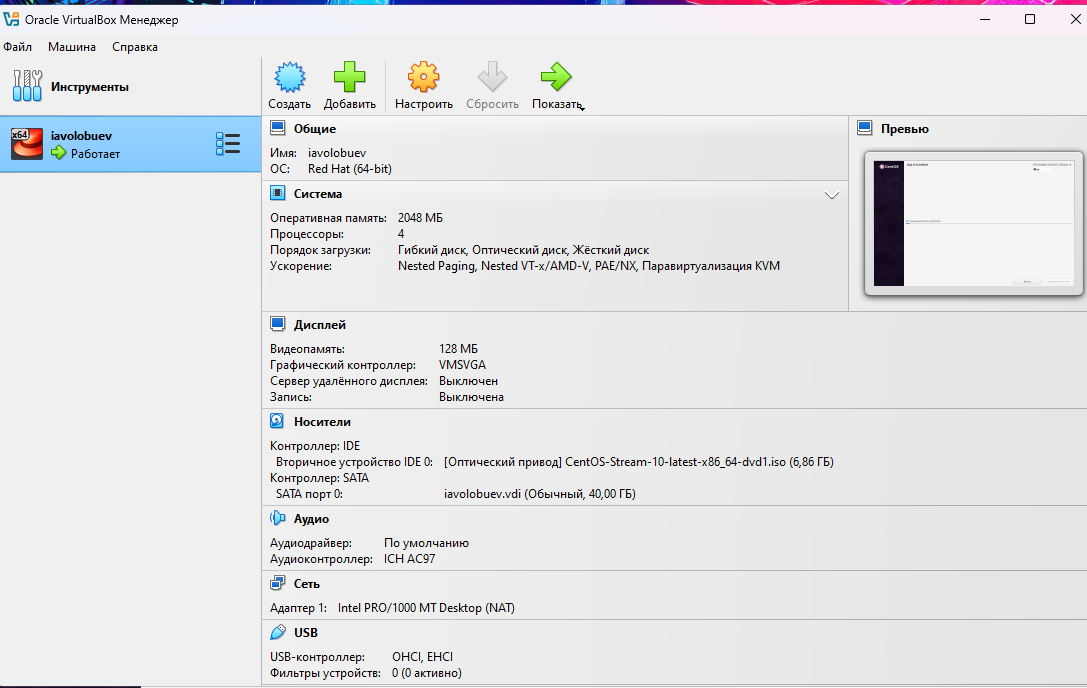 Oracle VirtualBox Менеджер
Файл Машина Справка
Инструменты
Создать Добавить Настроить Сбросить Показать
x64
iavolobuev
Работает
Общие
Имя: iavolobuev
ОС: Red Hat (64-bit)
Превью
CentOS
Система
Оперативная память: 2048 МБ
Процессоры: 4
Порядок загрузки: Гибкий диск, Оптический диск, Жёсткий диск
Ускорение: Nested Paging, Nested VT-x/AMD-V, PAE/NX, Паравиртуализация KVM
Дисплей
Видеопамять: 128 МБ
Графический контроллер: VMSVGA
Сервер удалённого дисплея: Выключен
Запись: Выключена
Носители
Контроллер: IDE
Вторичное устройство IDE 0: [Оптический привод] CentOS-Stream-10-latest-x86_64-dvd1.iso (6,86 ГБ)
Контроллер: SATA
SATA порт 0: iavolobuev.vdi (Обычный, 40,00 ГБ)
Аудио
Аудиодрайвер: По умолчанию
Аудиоконтроллер: ICH AC97
Сеть
Адаптер 1: Intel PRO/1000 MT Desktop (NAT)
USB
USB-контроллер: OHCI, EHCI
Фильтры устройств: 0 (0 активно)